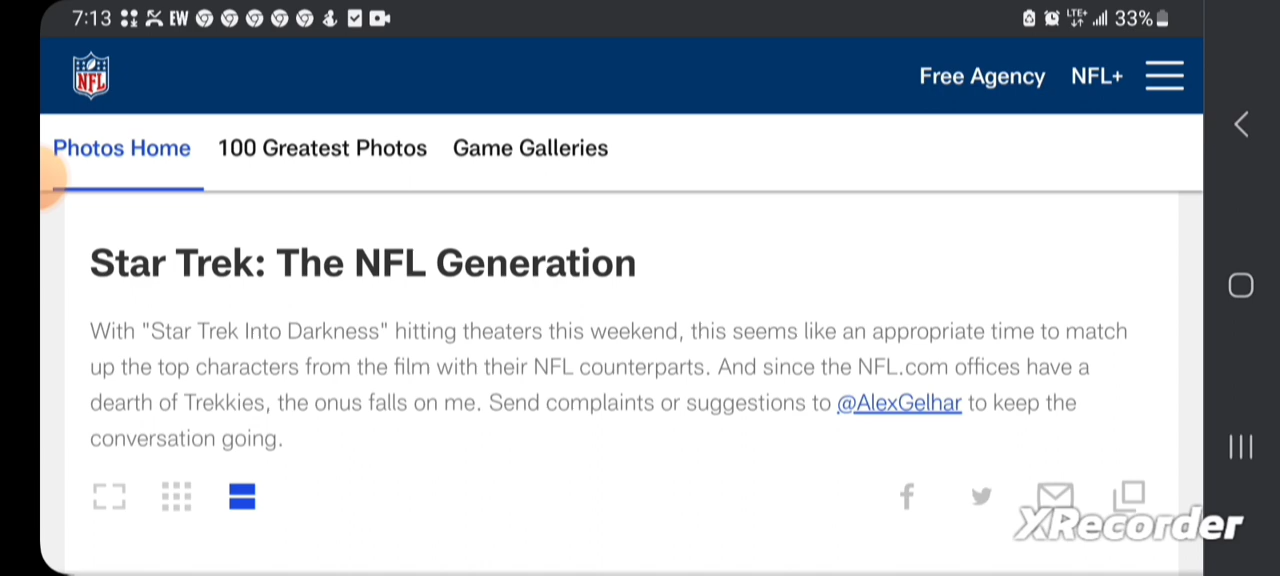 7:13 EW LTE+ 33%
NFL Free Agency NFL+
Photos Home 100 Greatest Photos Game Galleries
Star Trek: The NFL Generation
With "Star Trek Into Darkness" hitting theaters this weekend, this seems like an appropriate time to match
up the top characters from the film with their NFL counterparts. And since the NFL.com offices have a
dearth of Trekkies, the onus falls on me. Send complaints or suggestions to @AlexGelhar to keep the
conversation going.
XRecorder